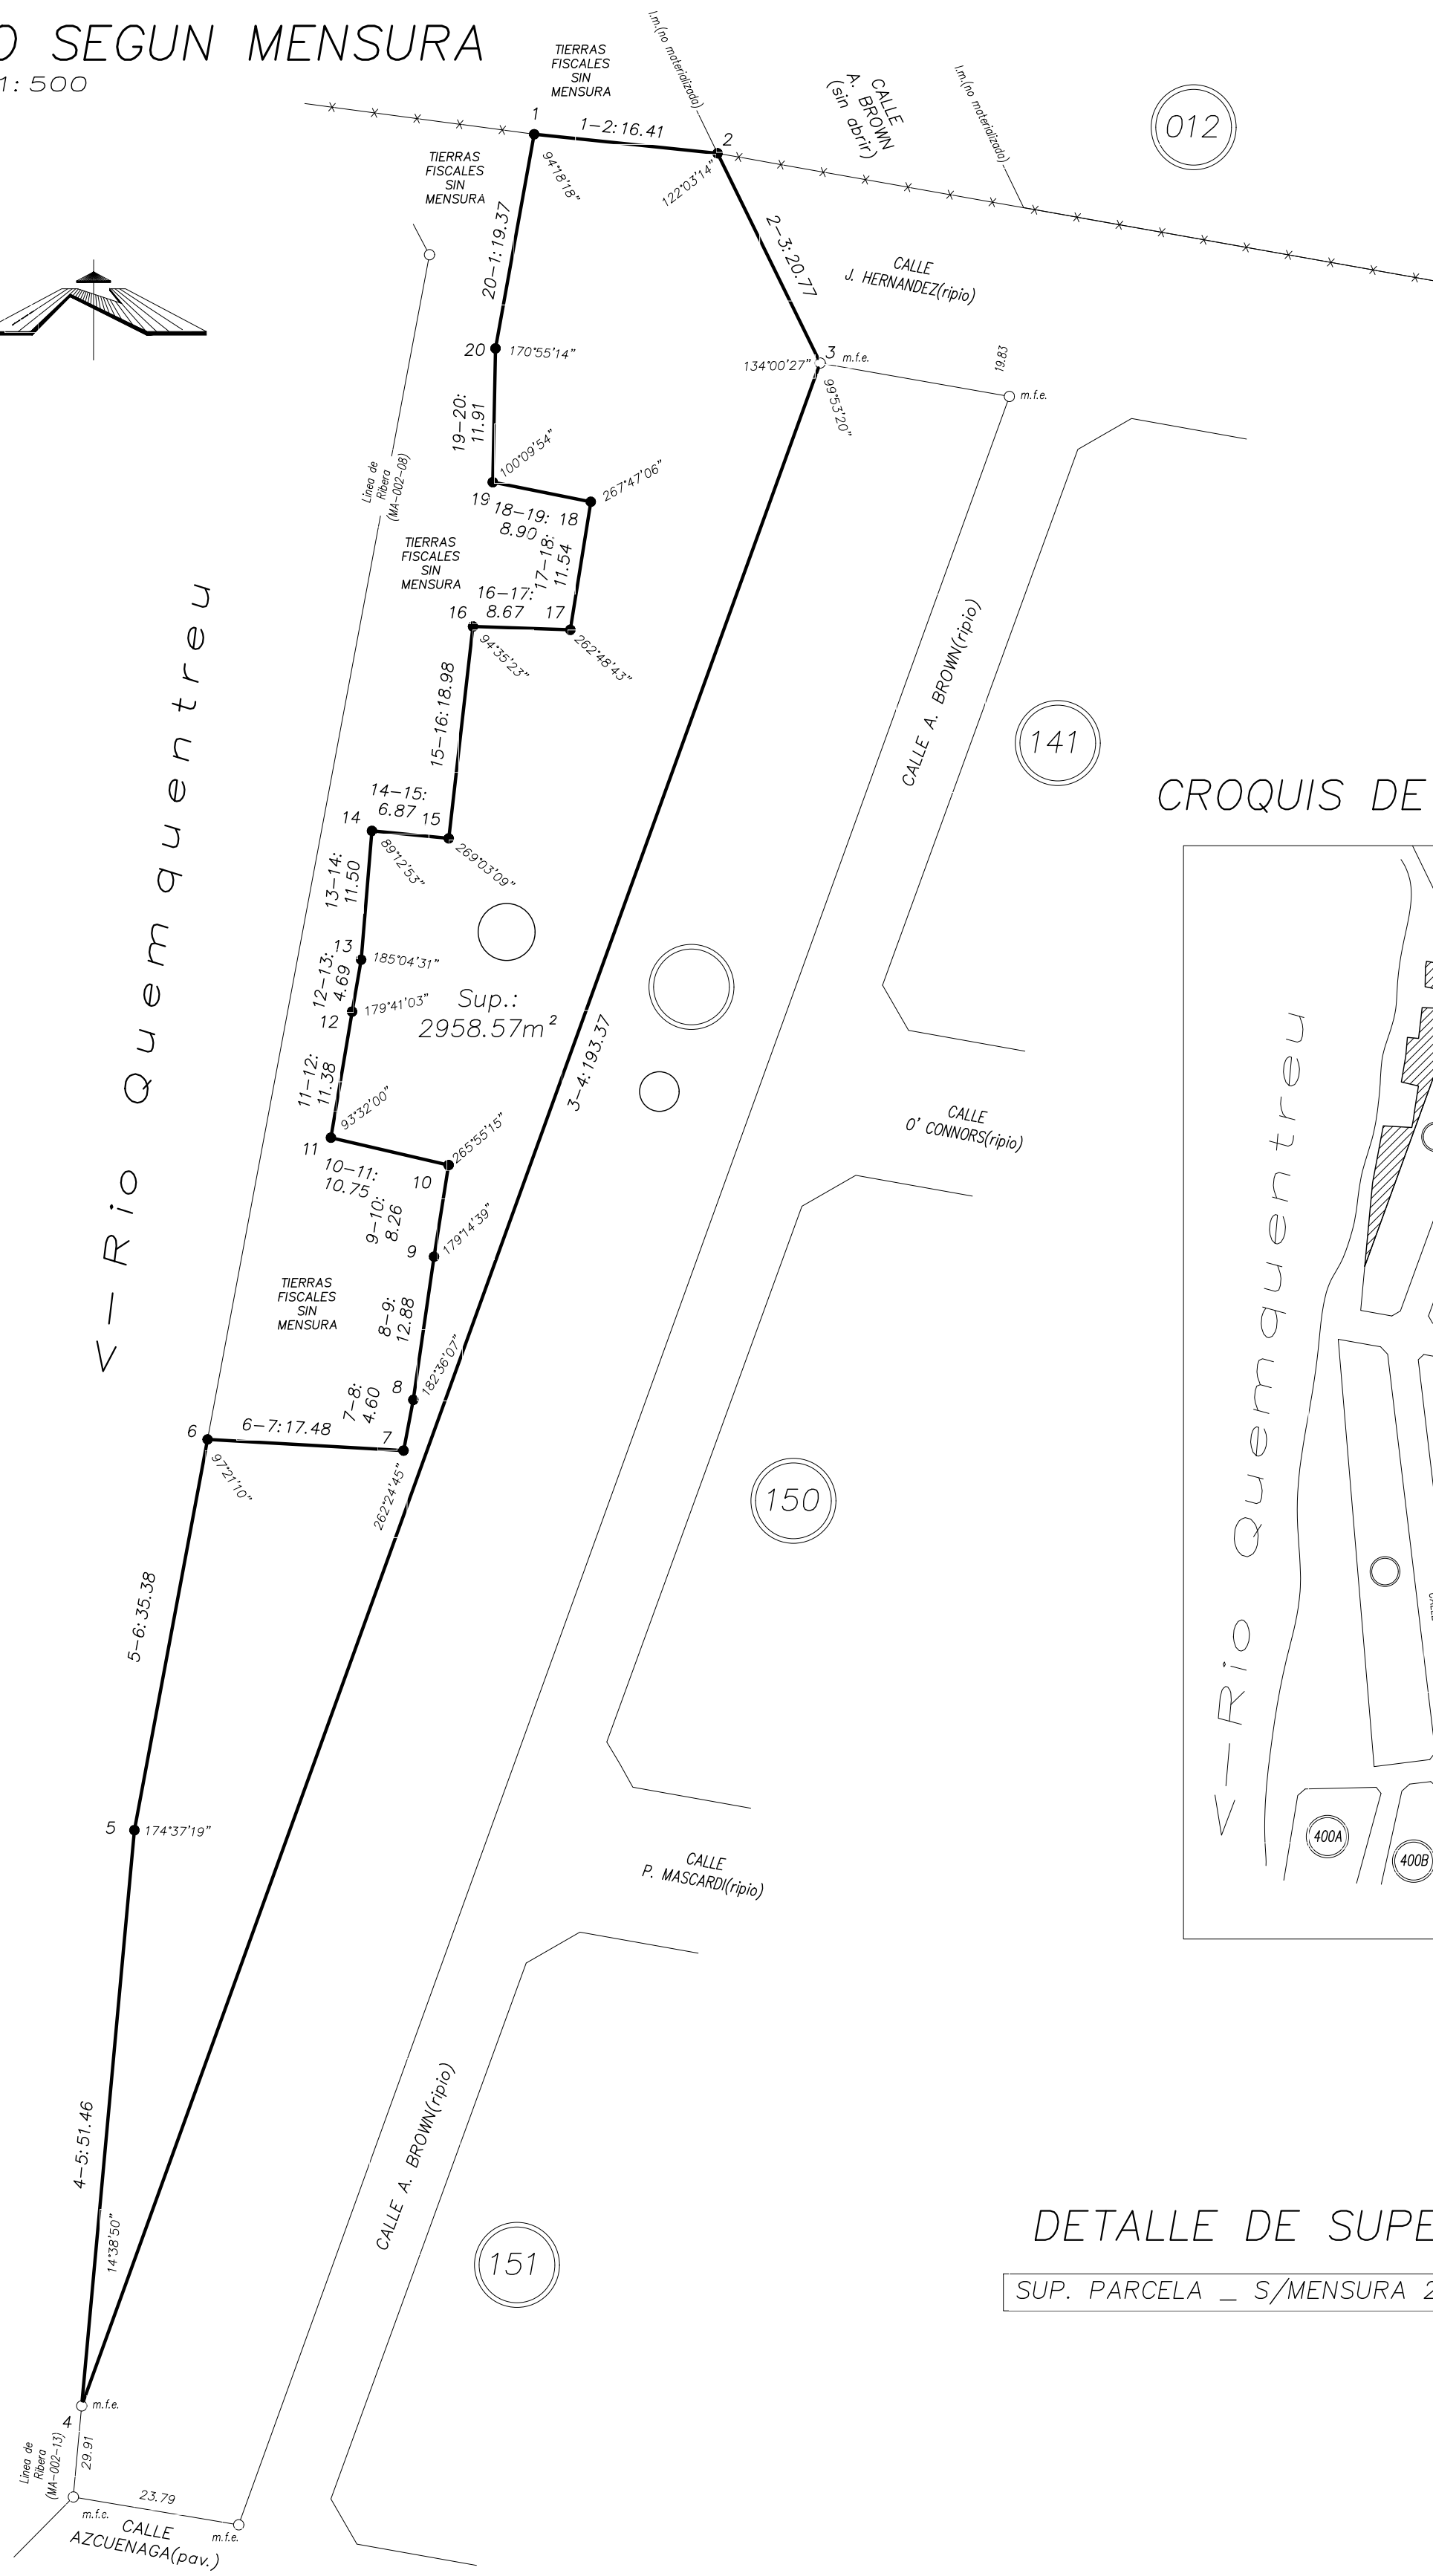 O SEGUN MENSURA
1:500
TIERRAS
FISCALES
SIN
MENSURA
l.m.(no materializada)
CALLE
A. BROWN
(sin abrir)
l.m.(no materializada)
012
1
1-2:16.41
2
TIERRAS
FISCALES
SIN
MENSURA
94°18'18"
122°03'14"
20-1:19.37
2-3:20.77
CALLE
J. HERNANDEZ(ripio)
20
170°55'14"
134°00'27"
3
m.f.e.
19.83
m.f.e.
99°53'20"
19-20:
11.91
Linea de
Ribera
(MA-002-08)
100°09'54"
267°47'06"
19
18-19:
8.90
18
17-18:
11.54
TIERRAS
FISCALES
SIN
MENSURA
16-17:
8.67
16
17
94°35'23"
262°48'43"
15-16:18.98
CALLE A. BROWN(ripio)
141
14-15:
6.87
14
15
89°12'53"
269°03'09"
13-14:
11.50
13
185°04'31"
12-13:
4.69
179°41'03"
12
Sup.:
2958.57m²
3-4:193.37
11-12:
11.38
93°32'00"
11
10-11:
10.75
265°55'15"
10
9-10:
8.26
9
179°14'39"
CALLE
O' CONNORS(ripio)
TIERRAS
FISCALES
SIN
MENSURA
8-9:
12.88
182°36'07"
8
7-8:
4.60
6
6-7:17.48
7
97°21'10"
262°24'45"
<-Rio Quemquentreu
150
5-6:35.38
5
174°37'19"
CALLE
P. MASCARDI(ripio)
CALLE A. BROWN(ripio)
4-5:51.46
14°38'50"
151
m.f.e.
4
Linea de
Ribera
(MA-002-13)
29.91
23.79
m.f.c.
m.f.e.
CALLE
AZCUENAGA(pav.)
CROQUIS DE
<-Rio Quemquentreu
400A
400B
DETALLE DE SUPE
SUP. PARCELA _ S/MENSURA 2